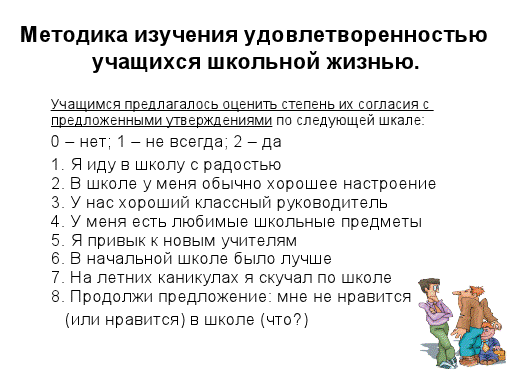 Методика изучения удовлетворенностью
учащихся школьной жизнью.
Учащимся предлагалось оценить степень их согласия с
предложенными утверждениями по следующей шкале:
0 – нет; 1 – не всегда; 2 – да
1. Я иду в школу с радостью
2. В школе у меня обычно хорошее настроение
3. У нас хороший классный руководитель
4. У меня есть любимые школьные предметы
5. Я привык к новым учителям
6. В начальной школе было лучше
7. На летних каникулах я скучал по школе
8. Продолжи предложение: мне не нравится
(или нравится) в школе (что?)